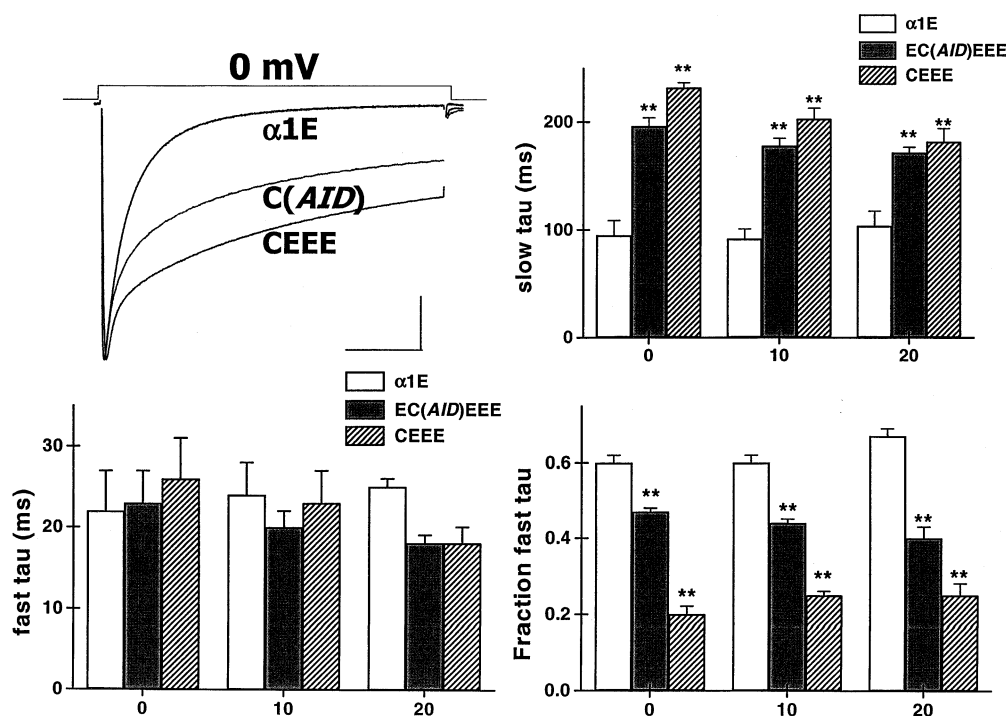 0 mV
α1E
C(AID)
CEEE
α1E
EC(AID)EEE
CEEE
slow tau (ms)
200
100
0
** ** ** ** ** **
0 10 20
α1E
EC(AID)EEE
CEEE
fast tau (ms)
30
20
10
0
0 10 20
Fraction fast tau
0.6
0.4
0.2
0.0
** ** ** ** ** **
0 10 20